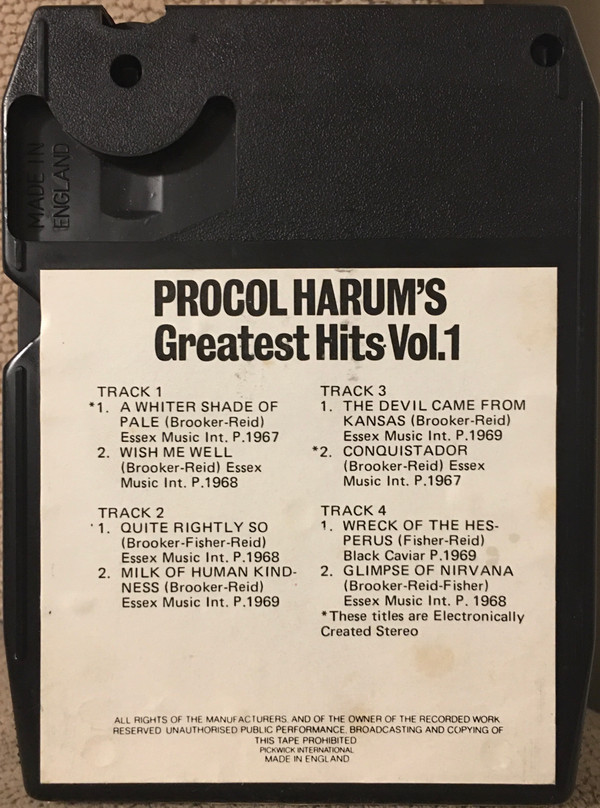 MADE IN
ENGLAND
PROCOL HARUM'S
Greatest Hits Vol.1
TRACK 1
*1. A WHITER SHADE OF
PALE (Brooker-Reid)
Essex Music Int. P.1967
2. WISH ME WELL
(Brooker-Reid) Essex
Music Int. P.1968
TRACK 2
1. QUITE RIGHTLY SO
(Brooker-Fisher-Reid)
Essex Music Int. P.1968
2. MILK OF HUMAN KIND-
NESS (Brooker-Reid)
Essex Music Int. P.1969
TRACK 3
1. THE DEVIL CAME FROM
KANSAS (Brooker-Reid)
Essex Music Int. P.1969
*2. CONQUISTADOR
(Brooker-Reid) Essex
Music Int. P.1967
TRACK 4
1. WRECK OF THE HES-
PERUS (Fisher-Reid)
Black Caviar P.1969
2. GLIMPSE OF NIRVANA
(Brooker-Reid-Fisher)
Essex Music Int. P. 1968
*These titles are Electronically
Created Stereo
ALL RIGHTS OF THE MANUFACTURERS AND OF THE OWNER OF THE RECORDED WORK
RESERVED UNAUTHORISED PUBLIC PERFORMANCE, BROADCASTING AND COPYING OF
THIS TAPE PROHIBITED
PICKWICK INTERNATIONAL
MADE IN ENGLAND